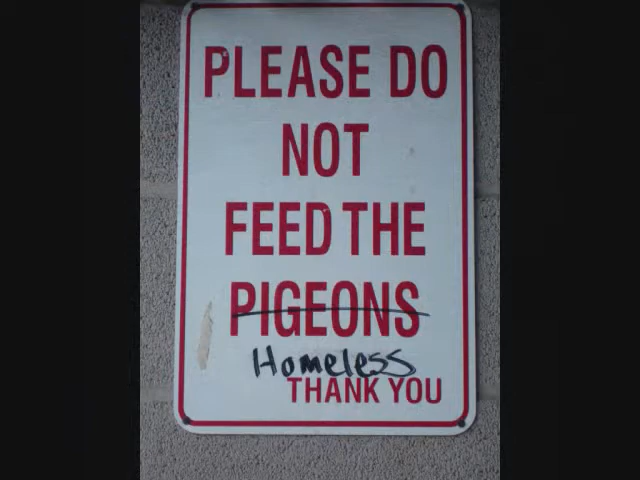 PLEASE DO
NOT
FEED THE
PIGEONS
Homeless
THANK YOU